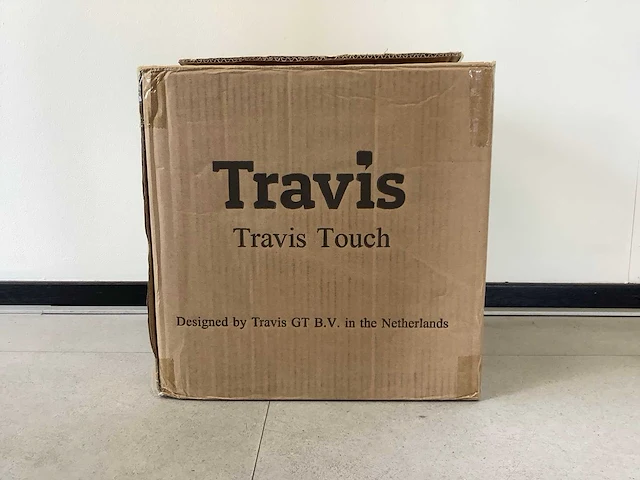 Travis
Travis Touch
Designed by Travis GT B.V. in the Netherlands